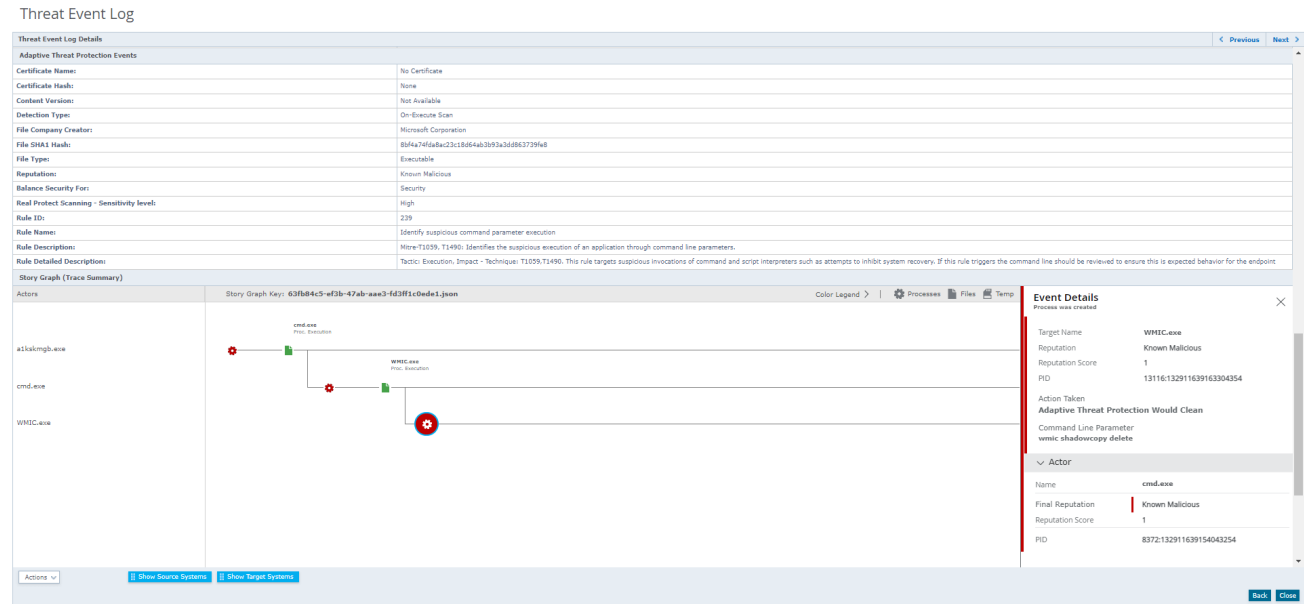 Threat Event Log
Threat Event Log Details
< Previous Next >
Adaptive Threat Protection Events
Certificate Name: No Certificate
Certificate Hash: None
Content Version: Not Available
Detection Type: On-Execute Scan
File Company Creator: Microsoft Corporation
File SHA1 Hash: 8bf4a74fda8ac23c18d64ab3b93a3dd863739fe8
File Type: Executable
Reputation: Known Malicious
Balance Security For: Security
Real Protect Scanning - Sensitivity level: High
Rule ID: 239
Rule Name: Identify suspicious command parameter execution
Rule Description: Mitre-T1059, T1490: Identifies the suspicious execution of an application through command line parameters.
Rule Detailed Description: Tactic: Execution, Impact - Technique: T1059,T1490. This rule targets suspicious invocations of command and script interpreters such as attempts to inhibit system recovery. If this rule triggers the command line should be reviewed to ensure this is expected behavior for the endpoint
Story Graph (Trace Summary)
Actors
Story Graph Key: 63fb84c5-ef3b-47ab-aae3-fd3ff1c0ede1.json
Color Legend > | Processes Files Temp
cmd.exe
Proc. Execution
a1kskmgb.exe
WMIC.exe
Proc. Execution
cmd.exe
WMIC.exe
Event Details
Process was created
Target Name WMIC.exe
Reputation Known Malicious
Reputation Score 1
PID 13116:132911639163304354
Action Taken
Adaptive Threat Protection Would Clean
Command Line Parameter
wmic shadowcopy delete
Actor
Name cmd.exe
Final Reputation Known Malicious
Reputation Score 1
PID 8372:132911639154043254
Actions
Show Source Systems
Show Target Systems
Back
Close